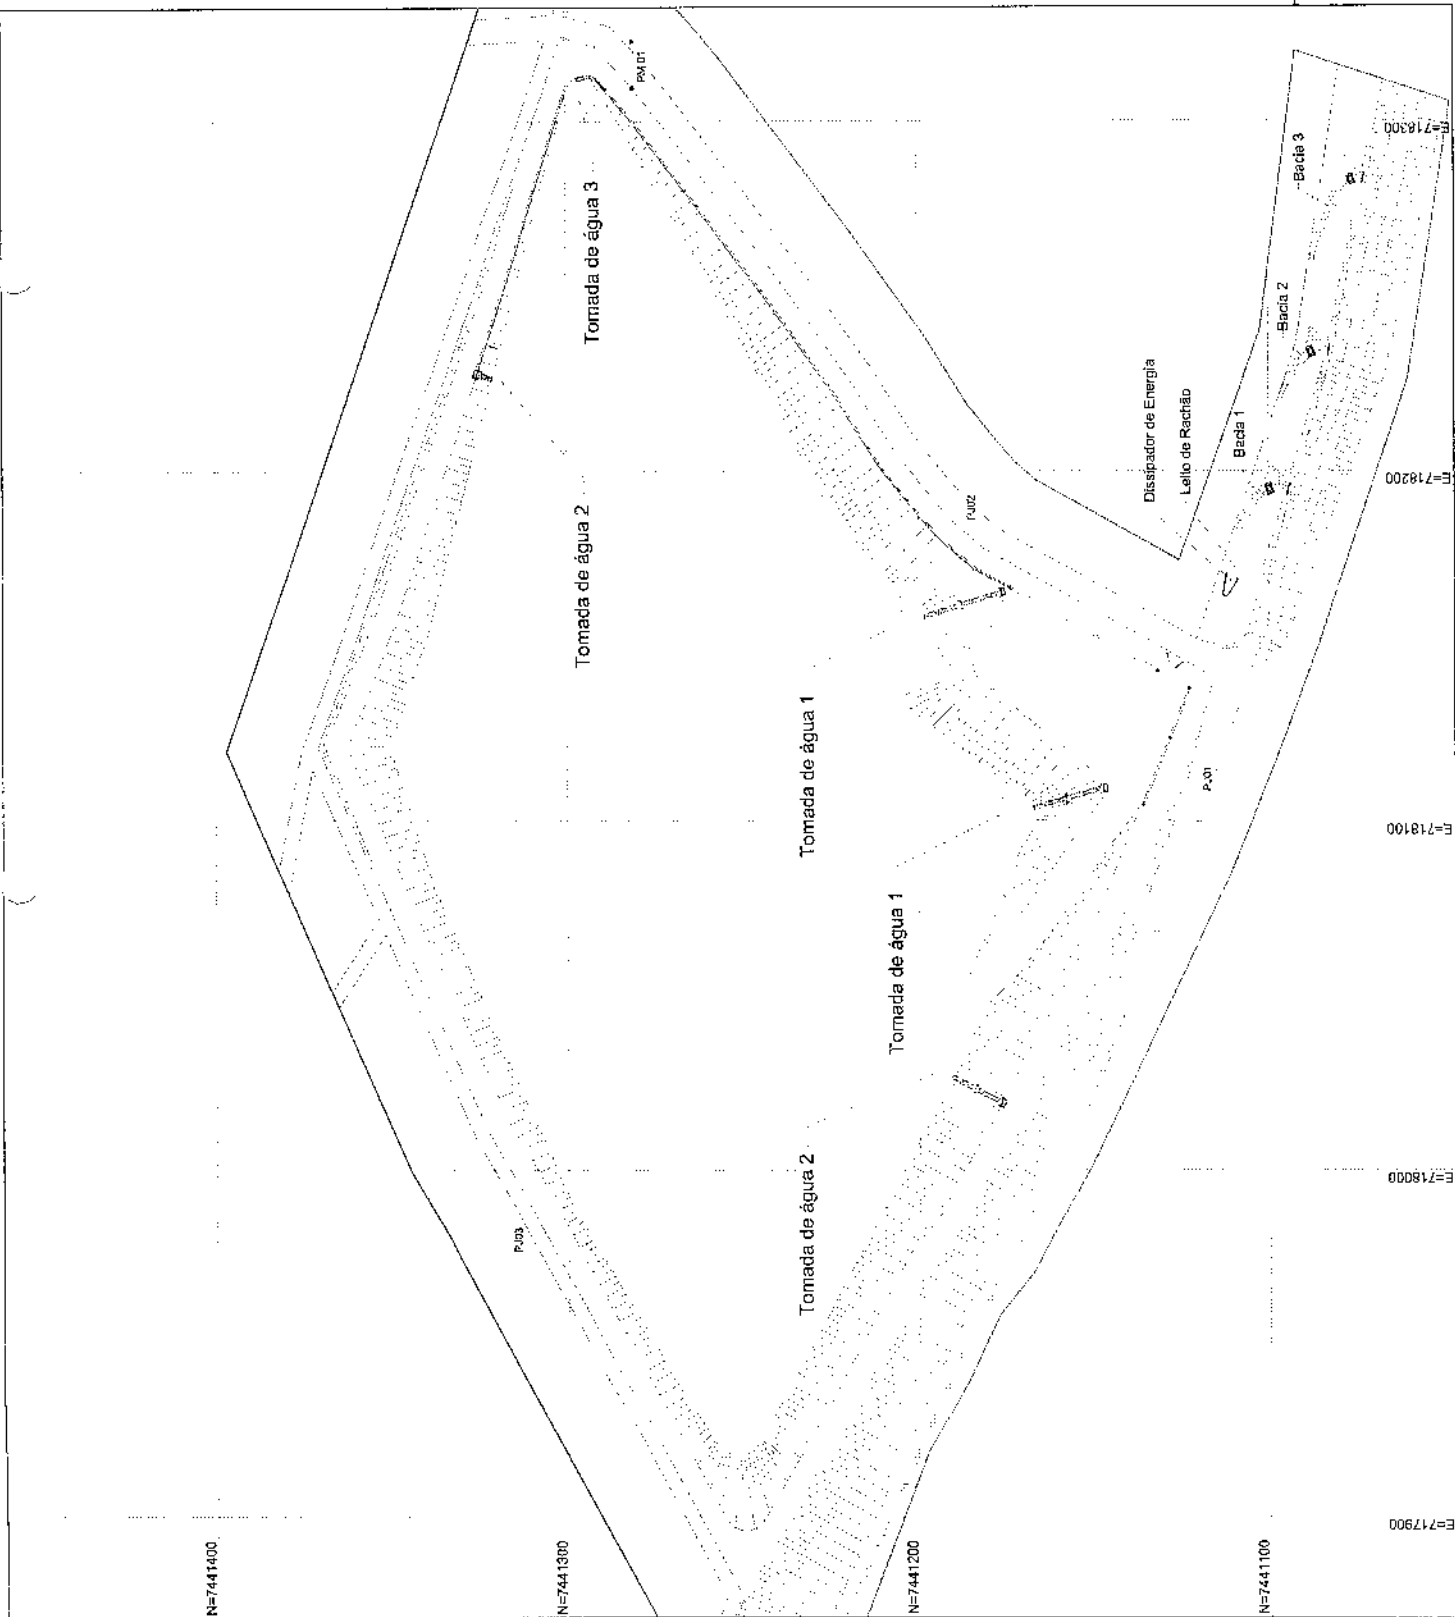 PM 01
Tomada de água 3
Tomada de água 2
Tomada de água 1
Tomada de água 1
Tomada de água 2
PJ03
PJ02
PJ01
Dissipador de Energia
Leito de Rachão
Bacia 1
Bacia 2
Bacia 3
N=7441400
N=7441300
N=7441200
N=7441100
E=718300
E=718200
E=718100
E=718000
E=717900